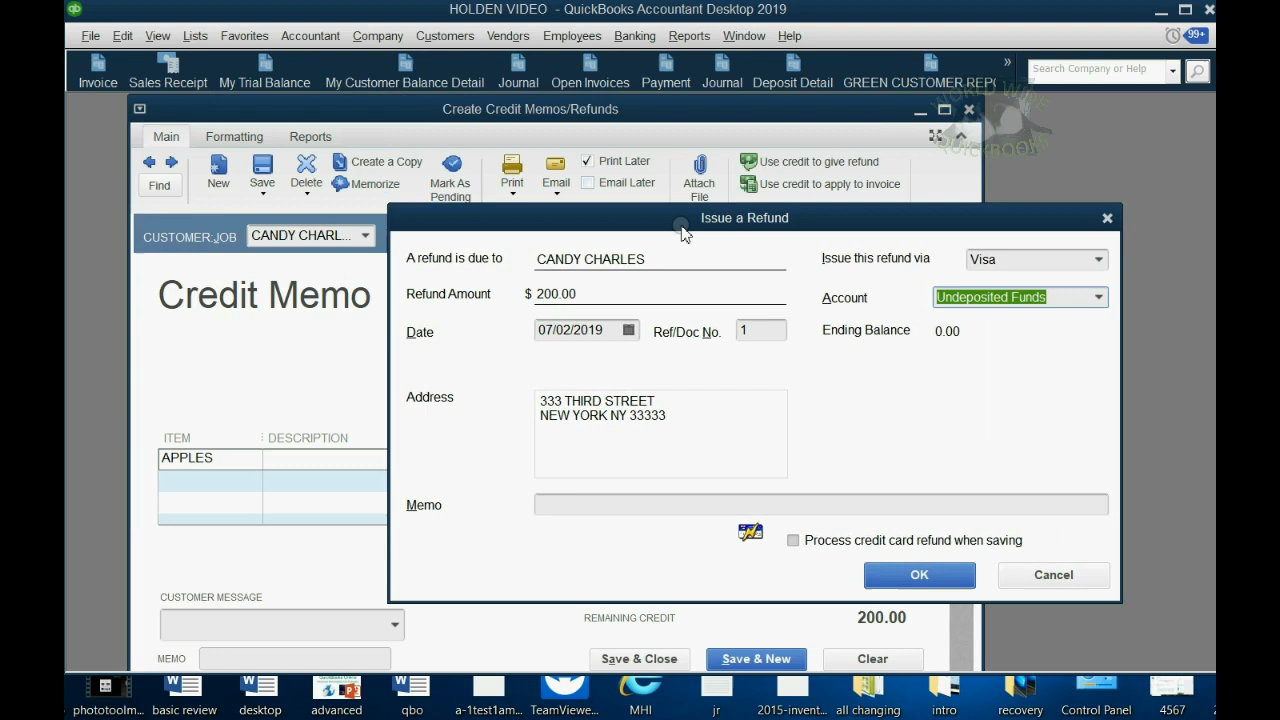 HOLDEN VIDEO - QuickBooks Accountant Desktop 2019
File Edit View Lists Favorites Accountant Company Customers Vendors Employees Banking Reports Window Help 99+
Invoice Sales Receipt My Trial Balance My Customer Balance Detail Journal Open Invoices Payment Journal Deposit Detail GREEN CUSTOMER REPO » Search Company or Help
WORLD WIDE
QUICKBOOKS
Create Credit Memos/Refunds
Main Formatting Reports
Find New Save Delete Create a Copy Memorize Mark As Pending Print Email Print Later Email Later Attach File Use credit to give refund Use credit to apply to invoice
CUSTOMER:JOB CANDY CHARL...
Credit Memo
ITEM DESCRIPTION
APPLES
CUSTOMER MESSAGE
MEMO
REMAINING CREDIT 200.00
Save & Close Save & New Clear
Issue a Refund
A refund is due to CANDY CHARLES Issue this refund via Visa
Refund Amount $ 200.00 Account Undeposited Funds
Date 07/02/2019 Ref/Doc No. 1 Ending Balance 0.00
Address 333 THIRD STREET
NEW YORK NY 33333
Memo
Process credit card refund when saving
OK Cancel
phototoolm... basic review desktop advanced qbo a-1test1am... TeamViewe... MHI jr 2015-invent... all changing intro recovery Control Panel 4567